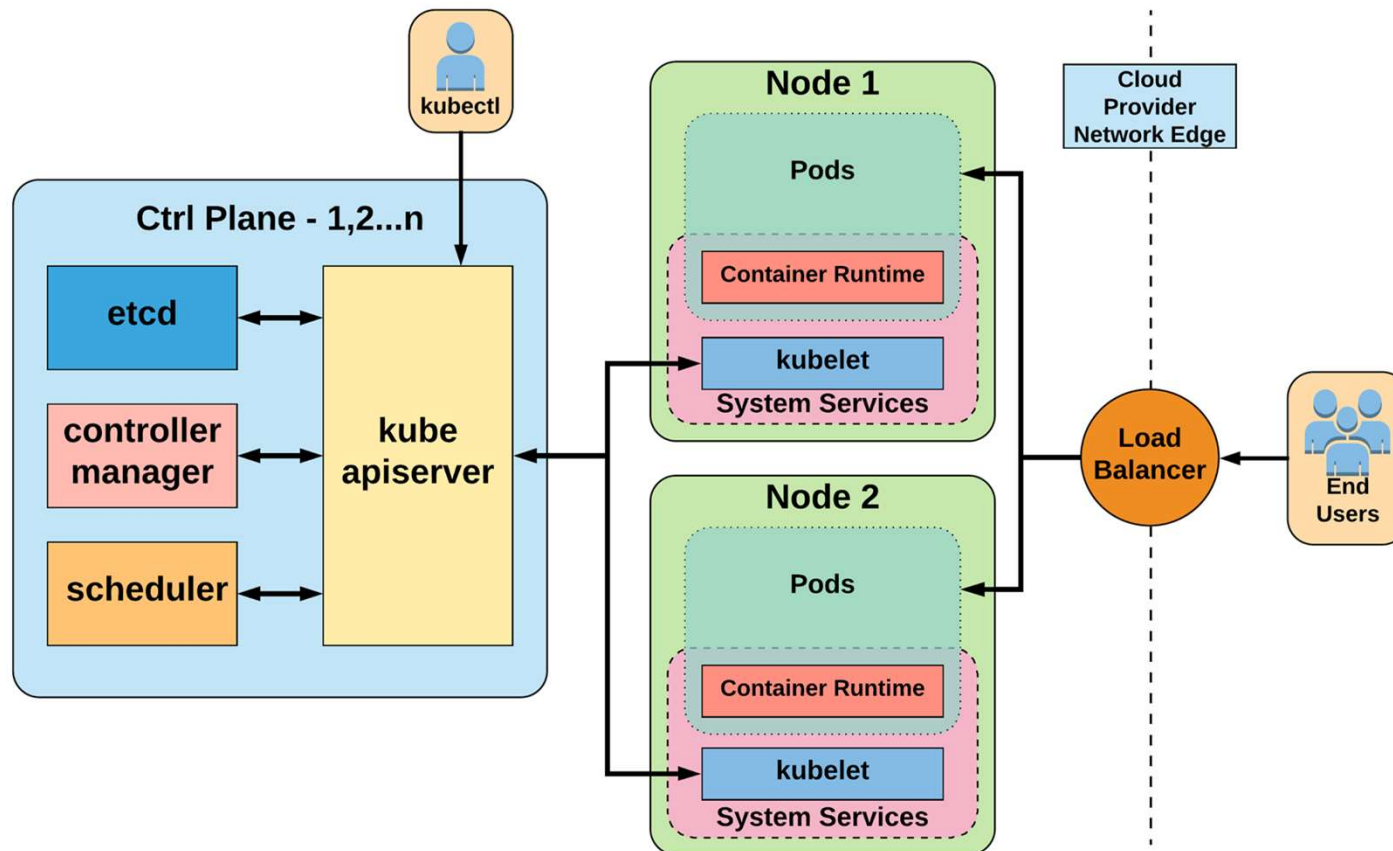 kubectl
Ctrl Plane - 1,2...n
etcd
controller
manager
scheduler
kube
apiserver
Node 1
Pods
Container Runtime
kubelet
System Services
Node 2
Pods
Container Runtime
kubelet
System Services
Cloud
Provider
Network Edge
Load
Balancer
End
Users